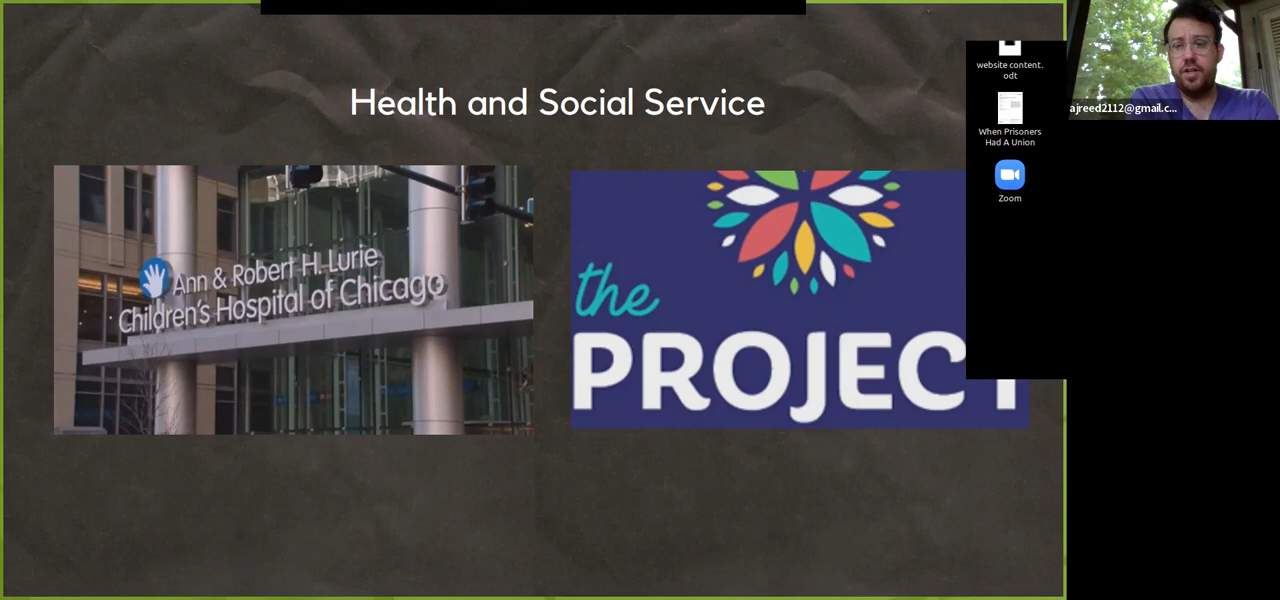 Health and Social Service
Ann & Robert H. Lurie
Children's Hospital of Chicago
the
PROJECT
website content.
odt
When Prisoners
Had A Union
Zoom
ajreed2112@gmail.c...